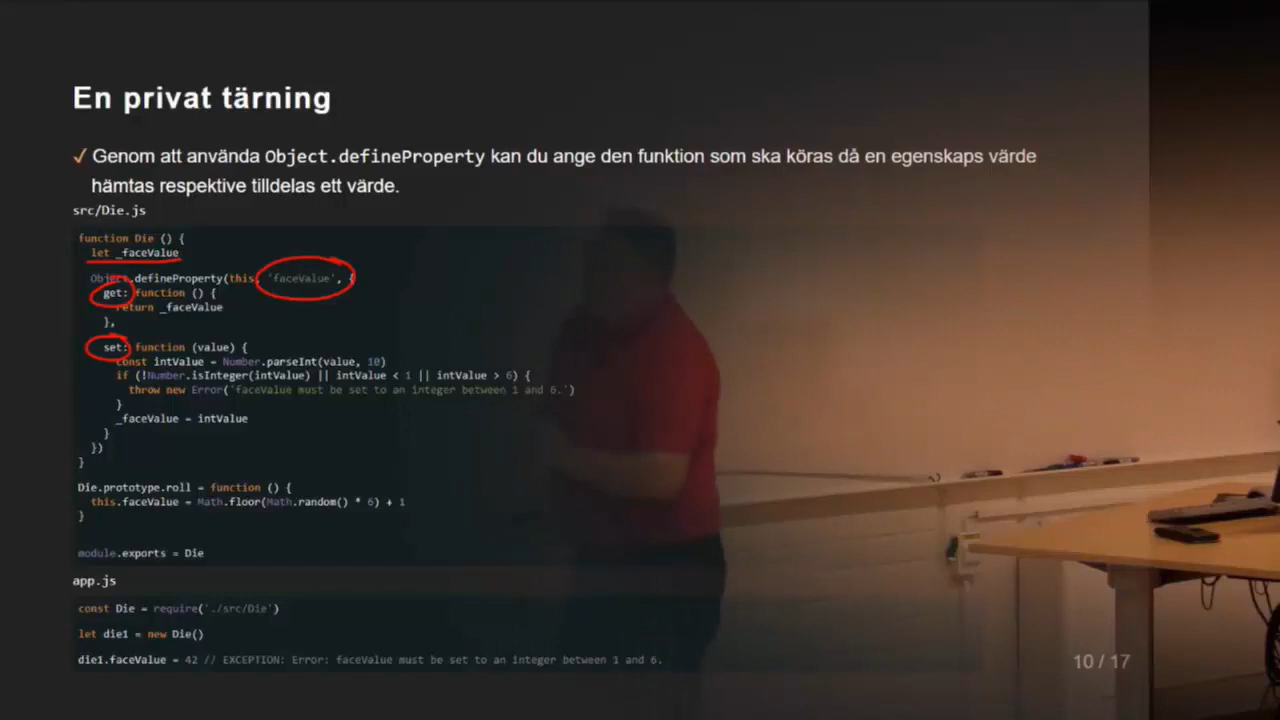 En privat tärning
✓ Genom att använda Object.defineProperty kan du ange den funktion som ska köras då en egenskaps värde
hämtas respektive tilldelas ett värde.
src/Die.js
function Die () {
let _faceValue
Object.defineProperty(this, 'faceValue', {
get: function () {
return _faceValue
},
set: function (value) {
const intValue = Number.parseInt(value, 10)
if (!Number.isInteger(intValue) || intValue < 1 || intValue > 6) {
throw new Error('faceValue must be set to an integer between 1 and 6.')
}
_faceValue = intValue
}
})
}
Die.prototype.roll = function () {
this.faceValue = Math.floor(Math.random() * 6) + 1
}
module.exports = Die
app.js
const Die = require('./src/Die')
let die1 = new Die()
die1.faceValue = 42 // EXCEPTION: Error: faceValue must be set to an integer between 1 and 6.
10 / 17